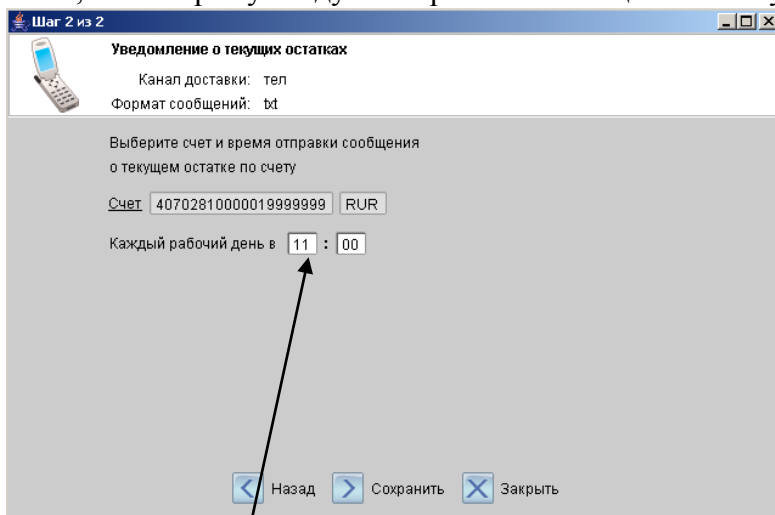 Шаг 2 из 2
Уведомление о текущих остатках
Канал доставки: тел
Формат сообщений: txt
Выберите счет и время отправки сообщения
о текущем остатке по счету
Счет 40702810000019999999 RUR
Каждый рабочий день в 11 : 00
Назад Сохранить Закрыть